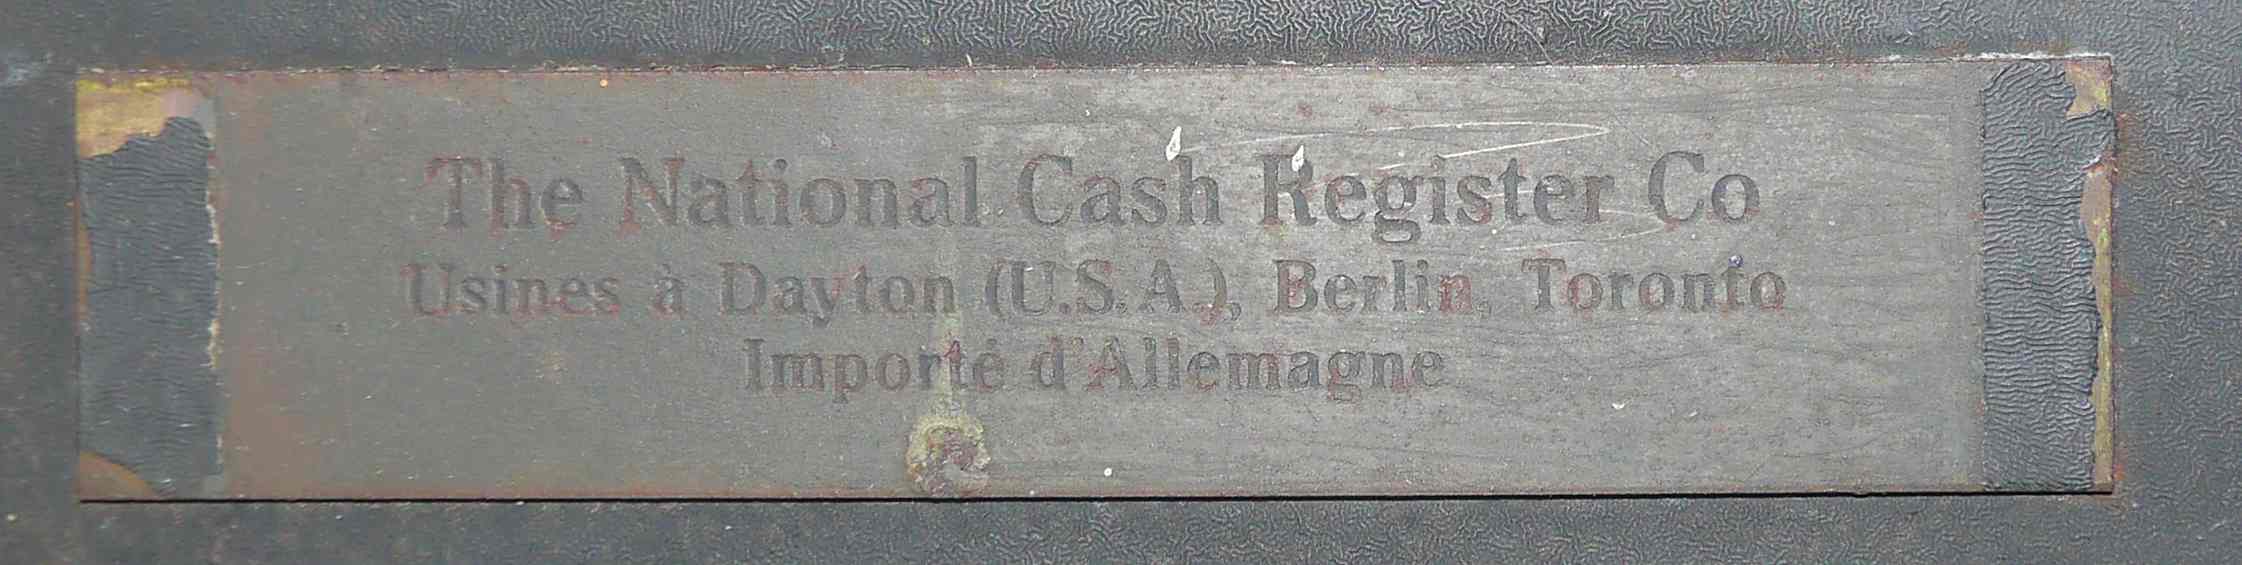 The National Cash Register Co
Usines à Dayton (U.S.A.), Berlin, Toronto
Importé d'Allemagne